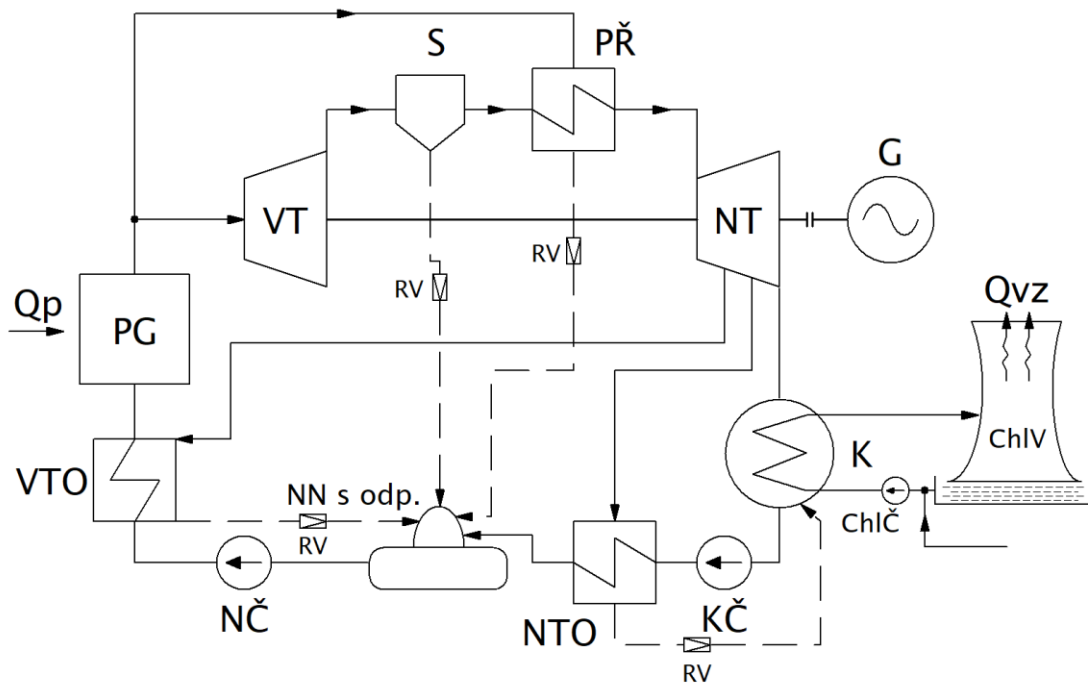 S
PŘ
G
VT
NT
RV
RV
Qp
PG
Qvz
ChlV
VTO
NN s odp.
K
ChlČ
RV
NČ
NTO
KČ
RV